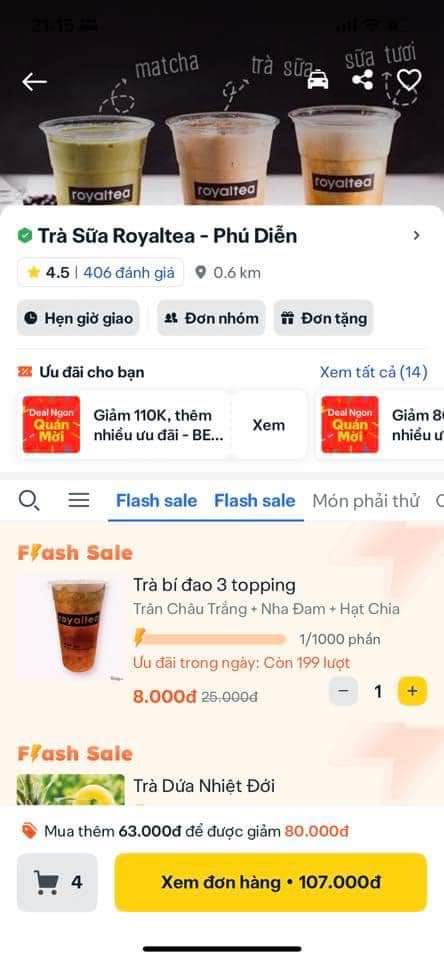 21:15
matcha
trà sữa
sữa tươi
royaltea
royaltea
royaltea
Trà Sữa Royaltea - Phú Diễn
4.5 | 406 đánh giá 0.6 km
Hẹn giờ giao
Đơn nhóm
Đơn tặng
Ưu đãi cho bạn
Xem tất cả (14)
Deal Ngon
Quán
Mới
Giảm 110K, thêm
nhiều ưu đãi - BE...
Xem
Deal Ngon
Quán
Mới
Giảm 8
nhiều ư
Flash sale Flash sale Món phải thử
Flash Sale
royaltea
Trà bí đao 3 topping
Trân Châu Trắng + Nha Đam + Hạt Chia
1/1000 phần
Ưu đãi trong ngày: Còn 199 lượt
8.000đ 25.000đ
− 1 +
Flash Sale
Trà Dứa Nhiệt Đới
Mua thêm 63.000đ để được giảm 80.000đ
4
Xem đơn hàng • 107.000đ